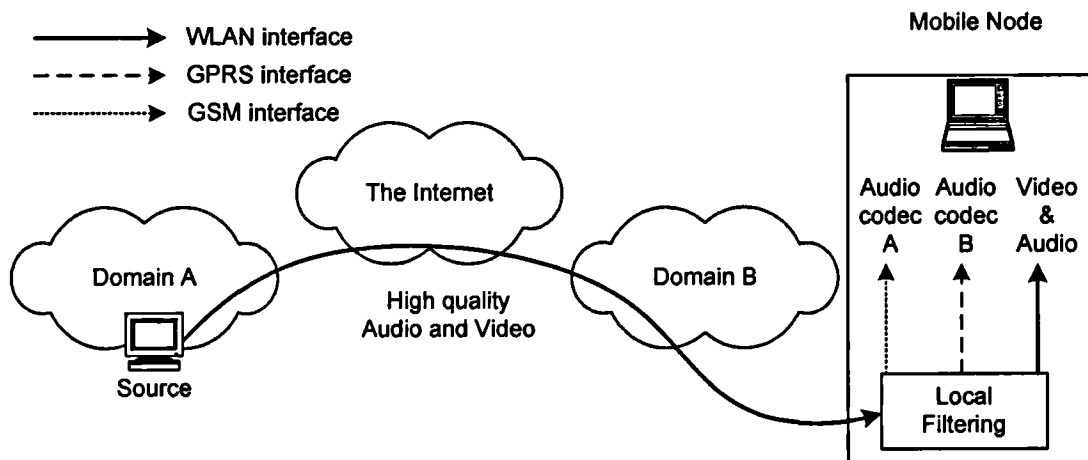 WLAN interface
GPRS interface
GSM interface
Mobile Node
The Internet
Domain A
Domain B
High quality
Audio and Video
Source
Audio
codec
A
Audio
codec
B
Video
&
Audio
Local
Filtering